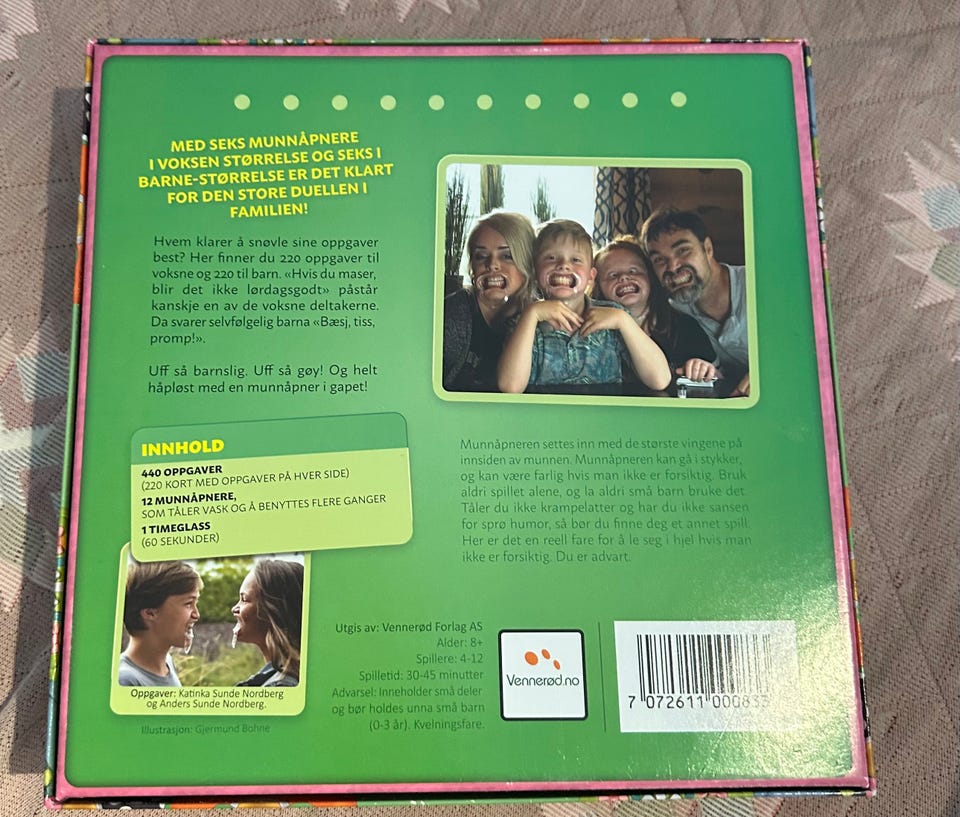 MED SEKS MUNNÅPNERE
I VOKSEN STØRRELSE OG SEKS I
BARNE-STØRRELSE ER DET KLART
FOR DEN STORE DUELLEN I
FAMILIEN!
Hvem klarer å snøvle sine oppgaver
best? Her finner du 220 oppgaver til
voksne og 220 til barn. «Hvis du maser,
blir det ikke lørdagsgodt» påstår
kanskje en av de voksne deltakerne.
Da svarer selvfølgelig barna «Bæsj, tiss,
promp!».
Uff så barnslig. Uff så gøy! Og helt
håpløst med en munnåpner i gapet!
INNHOLD
440 OPPGAVER
(220 KORT MED OPPGAVER PÅ HVER SIDE)
12 MUNNÅPNERE,
SOM TÅLER VASK OG Å BENYTTES FLERE GANGER
1 TIMEGLASS
(60 SEKUNDER)
Munnåpneren settes inn med de største vingene på
innsiden av munnen. Munnåpneren kan gå i stykker,
og kan være farlig hvis man ikke er forsiktig. Bruk
aldri spillet alene, og la aldri små barn bruke det.
Tåler du ikke krampelatter og har du ikke sansen
for sprø humor, så bør du finne deg et annet spill.
Her er det en reell fare for å le seg i hjel hvis man
ikke er forsiktig. Du er advart.
Oppgaver: Katinka Sunde Nordberg
og Anders Sunde Nordberg.
Illustrasjon: Gjermund Bohne
Utgis av: Vennerød Forlag AS
Alder: 8+
Spillere: 4-12
Spilletid: 30-45 minutter
Advarsel: Inneholder små deler
og bør holdes unna små barn
(0-3 år). Kvelningsfare.
Vennerød.no
7 072611 000835